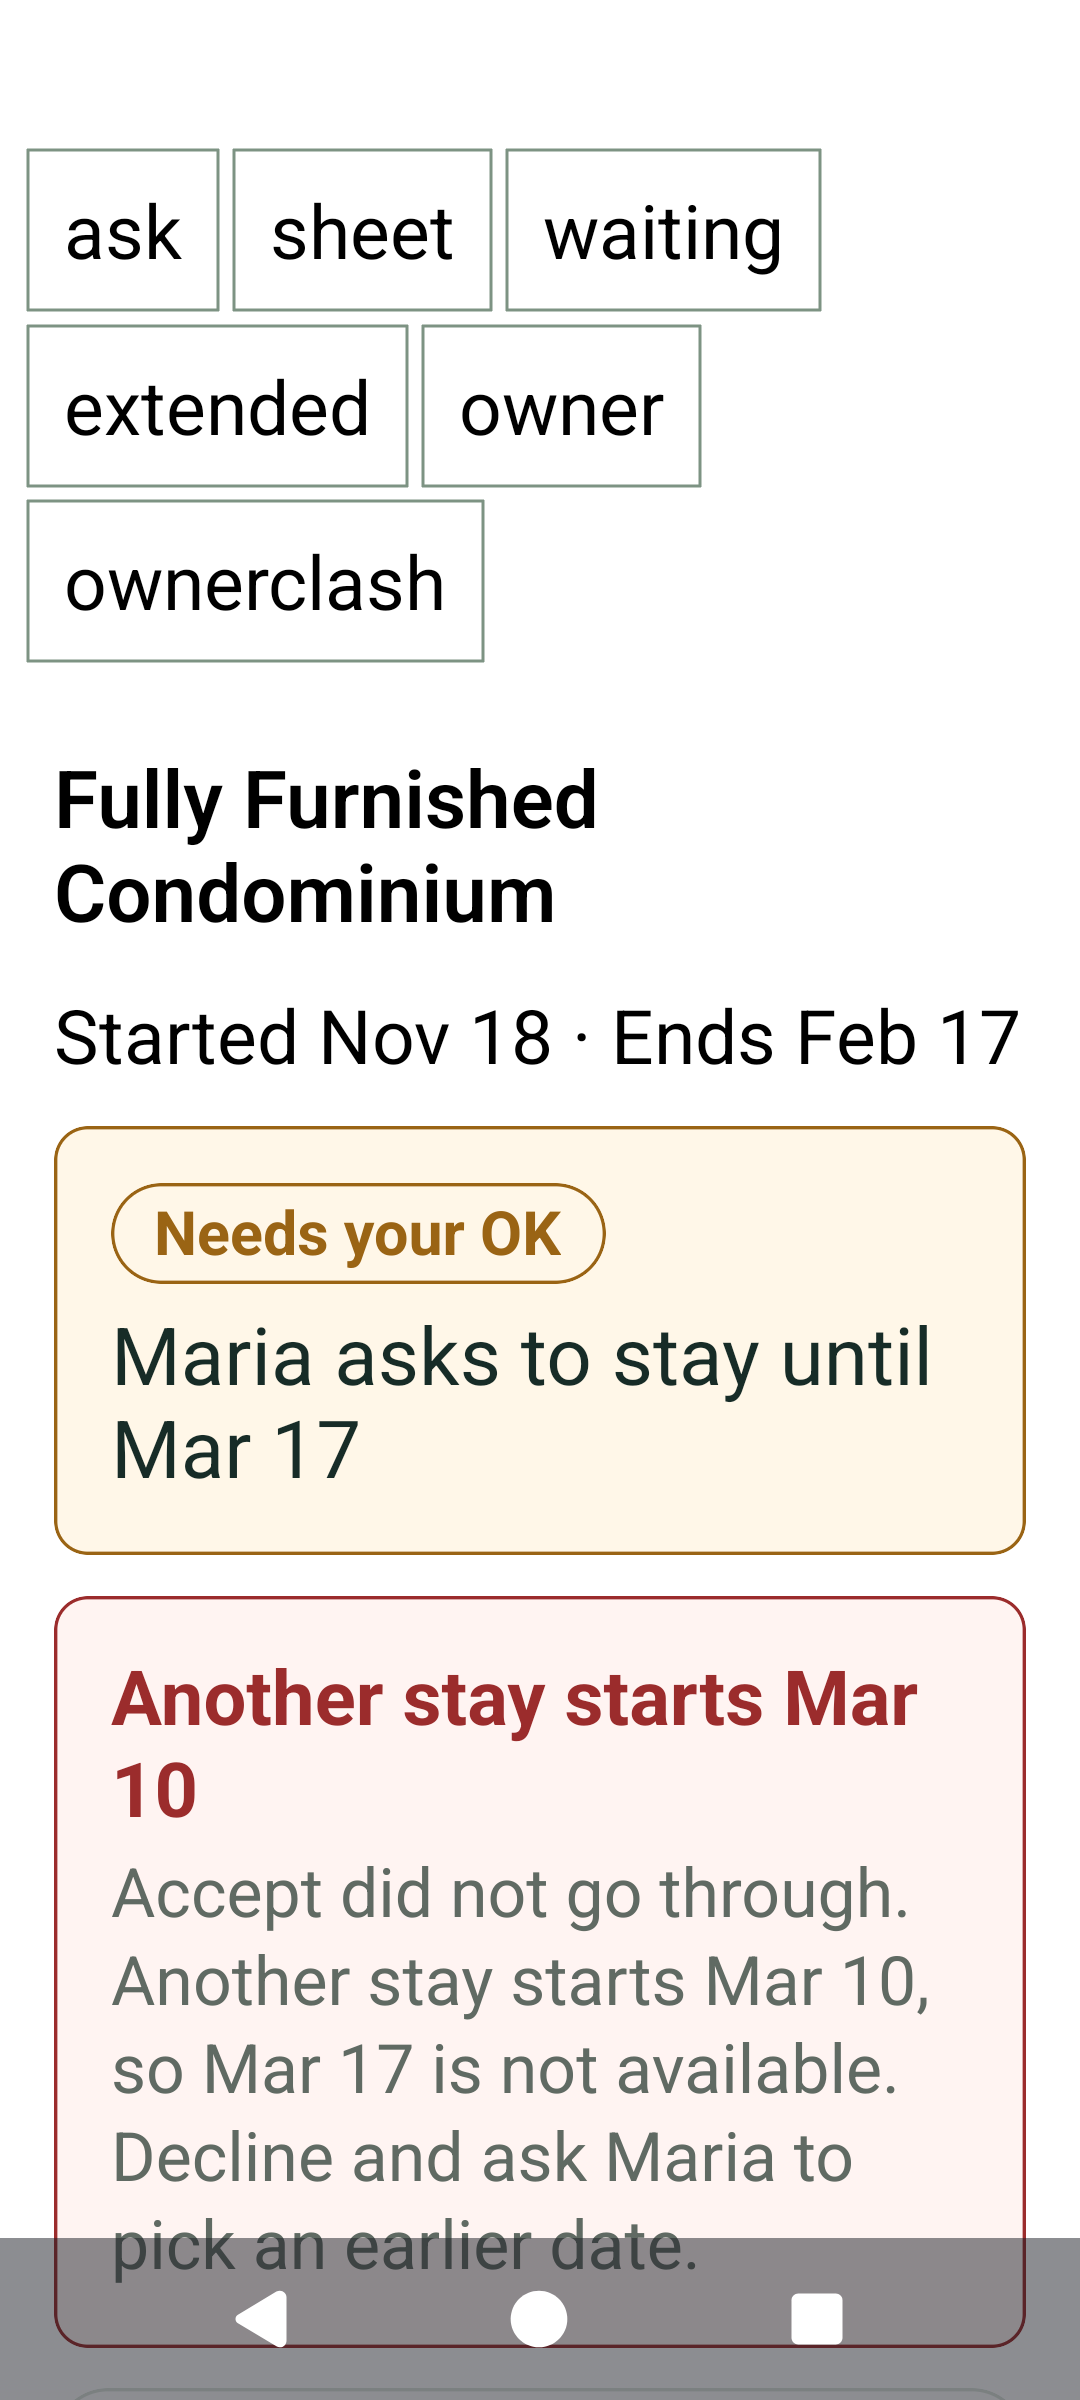 ask sheet waiting
extended owner
ownerclash
Fully Furnished
Condominium
Started Nov 18 · Ends Feb 17
Needs your OK
Maria asks to stay until
Mar 17
Another stay starts Mar
10
Accept did not go through.
Another stay starts Mar 10,
so Mar 17 is not available.
Decline and ask Maria to
pick an earlier date.